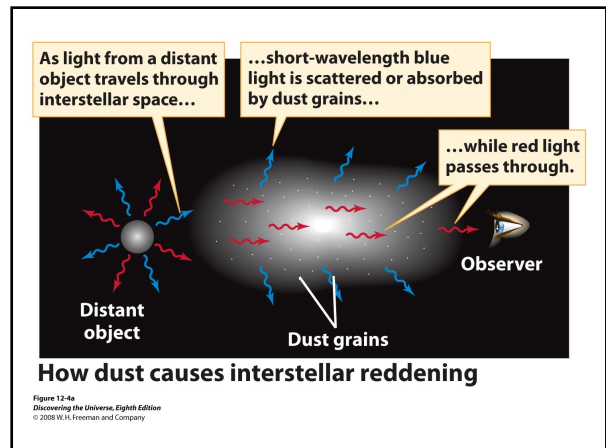 As light from a distant
object travels through
interstellar space…
…short-wavelength blue
light is scattered or absorbed
by dust grains…
…while red light
passes through.
Observer
Distant
object
Dust grains
How dust causes interstellar reddening
Figure 12-4a
Discovering the Universe, Eighth Edition
© 2008 W. H. Freeman and Company